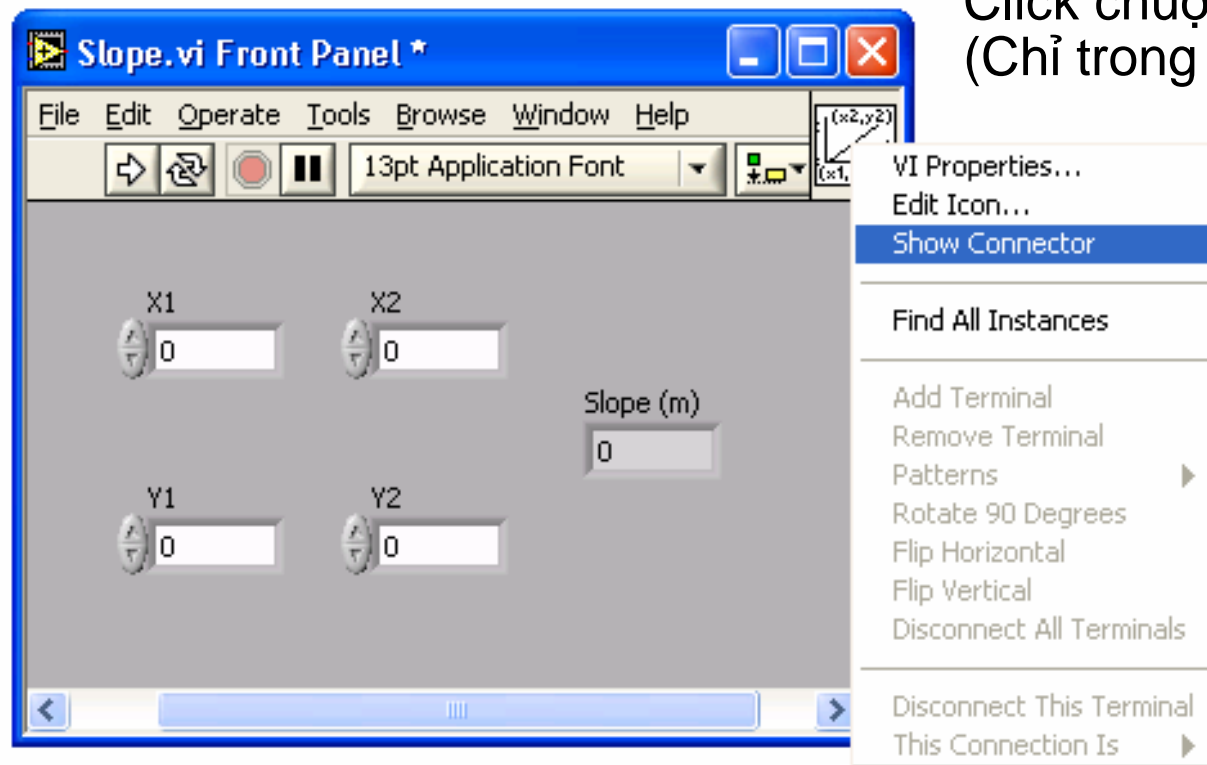 Click chuộ
(Chỉ trong
Slope.vi Front Panel *
File Edit Operate Tools Browse Window Help
13pt Application Font
(x2,y2)
(x1,
VI Properties...
Edit Icon...
Show Connector
Find All Instances
Add Terminal
Remove Terminal
Patterns
Rotate 90 Degrees
Flip Horizontal
Flip Vertical
Disconnect All Terminals
Disconnect This Terminal
This Connection Is
X1 X2
0 0
Slope (m)
0
Y1 Y2
0 0